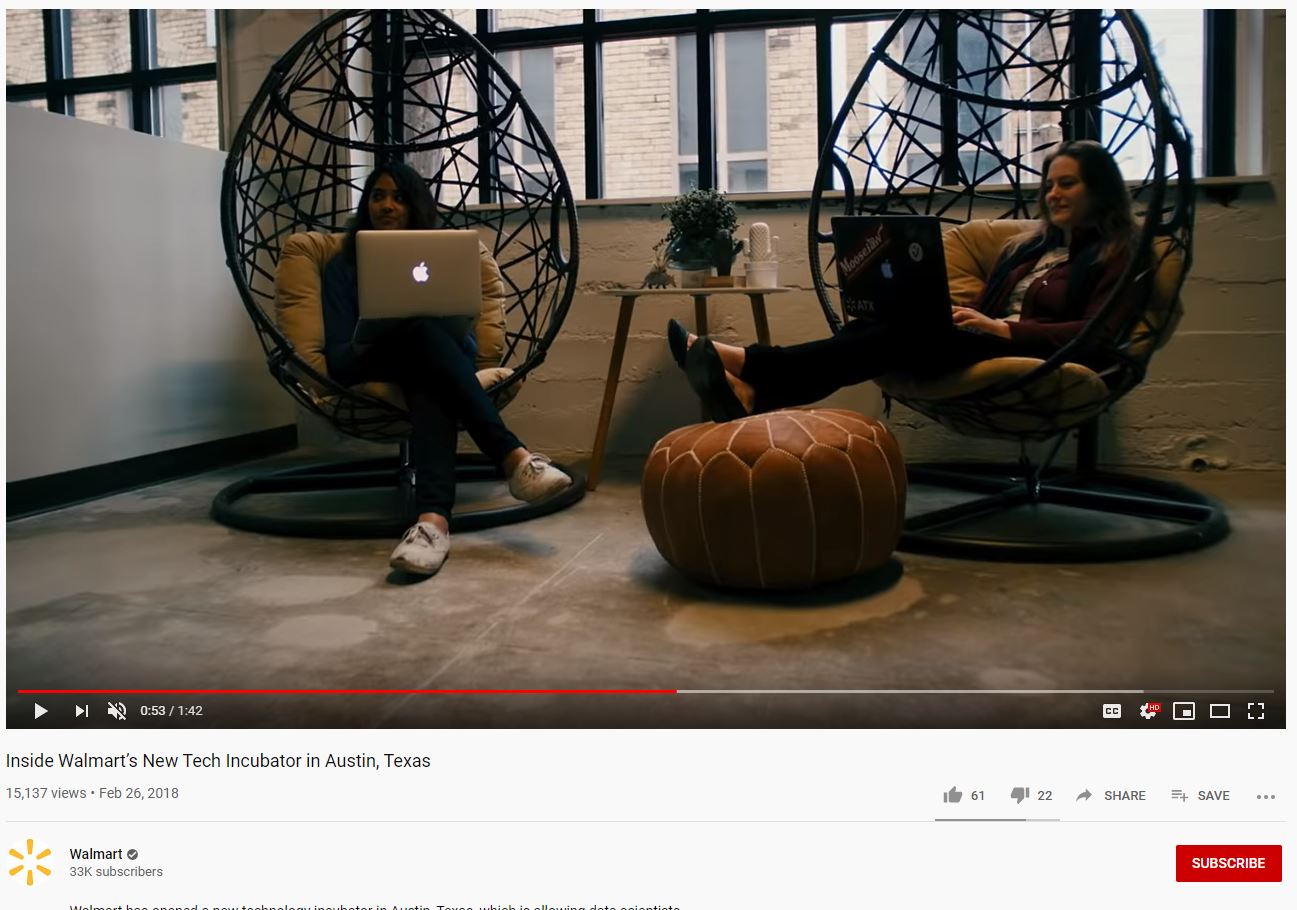 Moosejaw
ATX
0:53 / 1:42
CC
HD
Inside Walmart’s New Tech Incubator in Austin, Texas
15,137 views • Feb 26, 2018
61 22 SHARE SAVE
Walmart
33K subscribers
SUBSCRIBE
Walmart has opened a new technology incubator in Austin, Texas, which is allowing data scientists